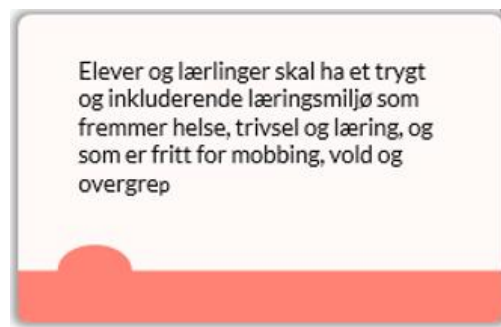 Elever og lærlinger skal ha et trygt
og inkluderende læringsmiljø som
fremmer helse, trivsel og læring, og
som er fritt for mobbing, vold og
overgrep